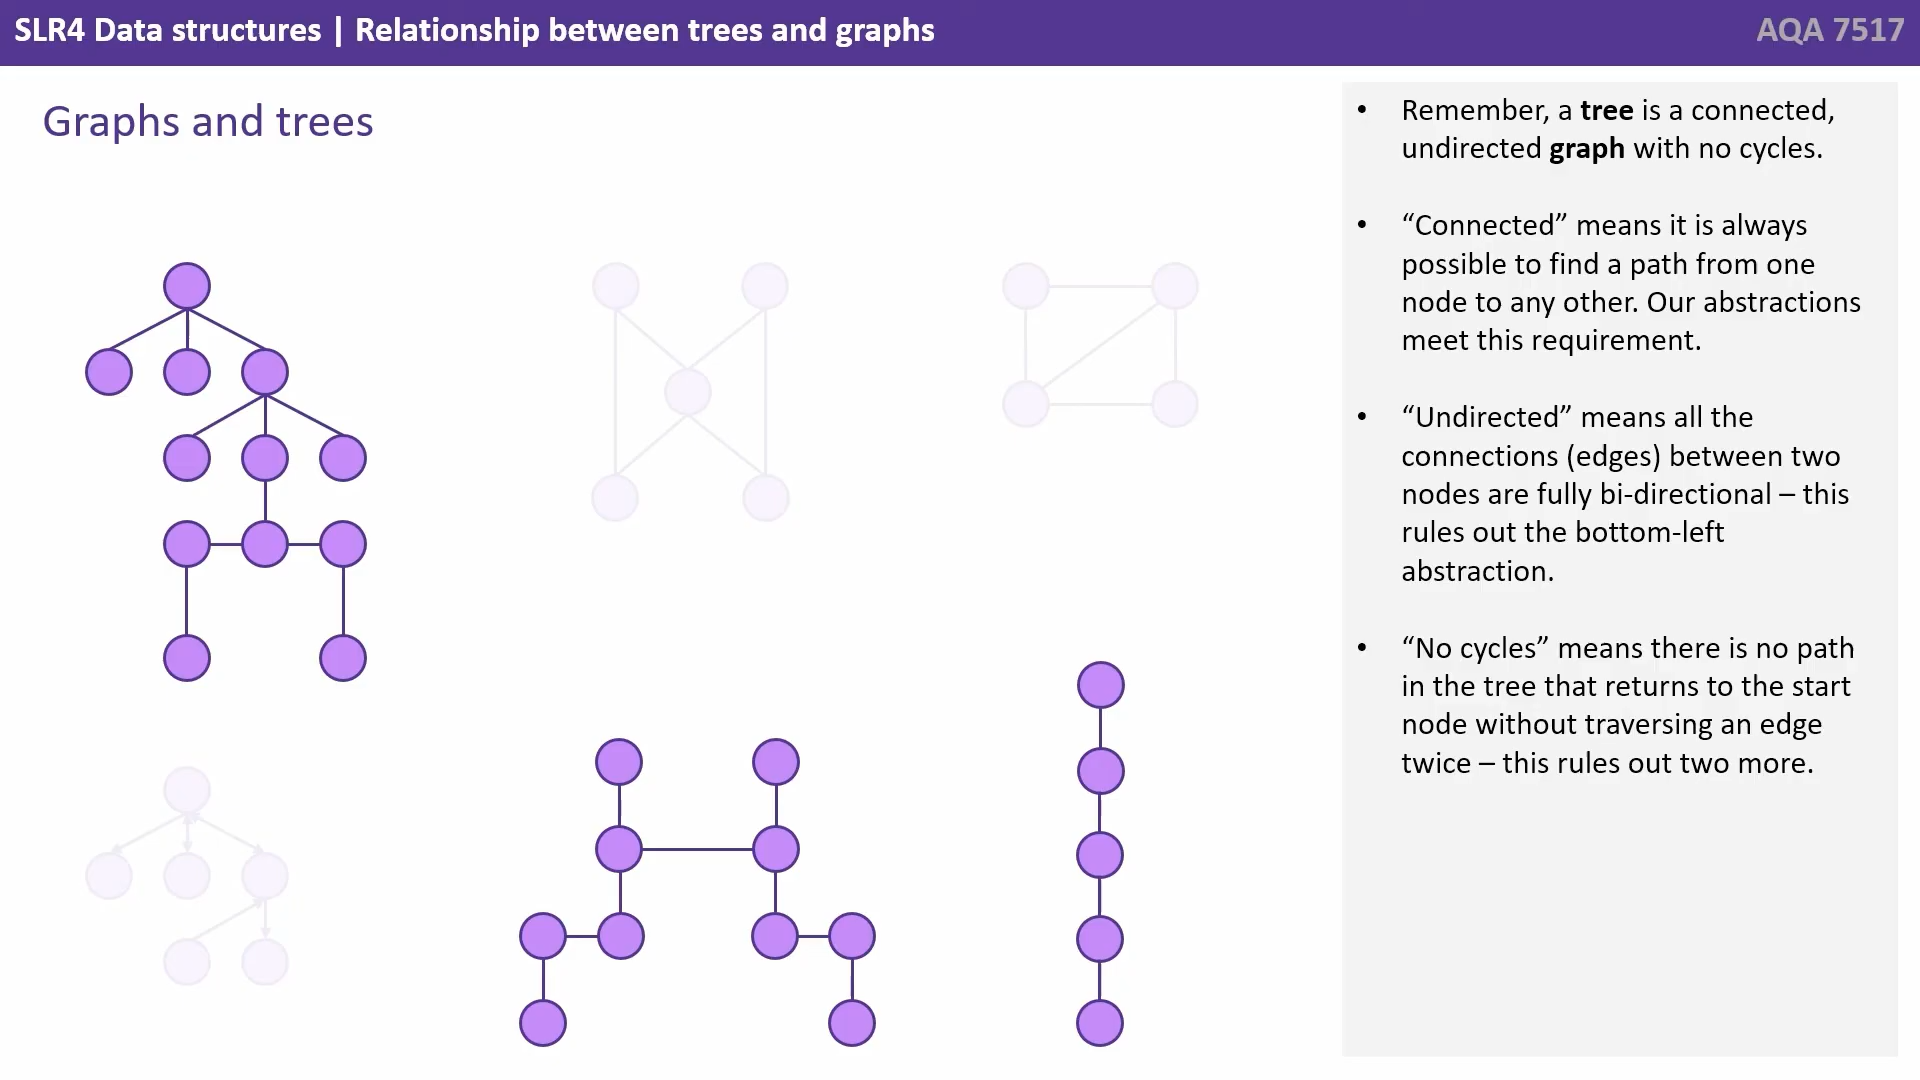 SLR4 Data structures | Relationship between trees and graphs
AQA 7517
Graphs and trees
• Remember, a tree is a connected,
undirected graph with no cycles.
• “Connected” means it is always
possible to find a path from one
node to any other. Our abstractions
meet this requirement.
• “Undirected” means all the
connections (edges) between two
nodes are fully bi-directional – this
rules out the bottom-left
abstraction.
• “No cycles” means there is no path
in the tree that returns to the start
node without traversing an edge
twice – this rules out two more.